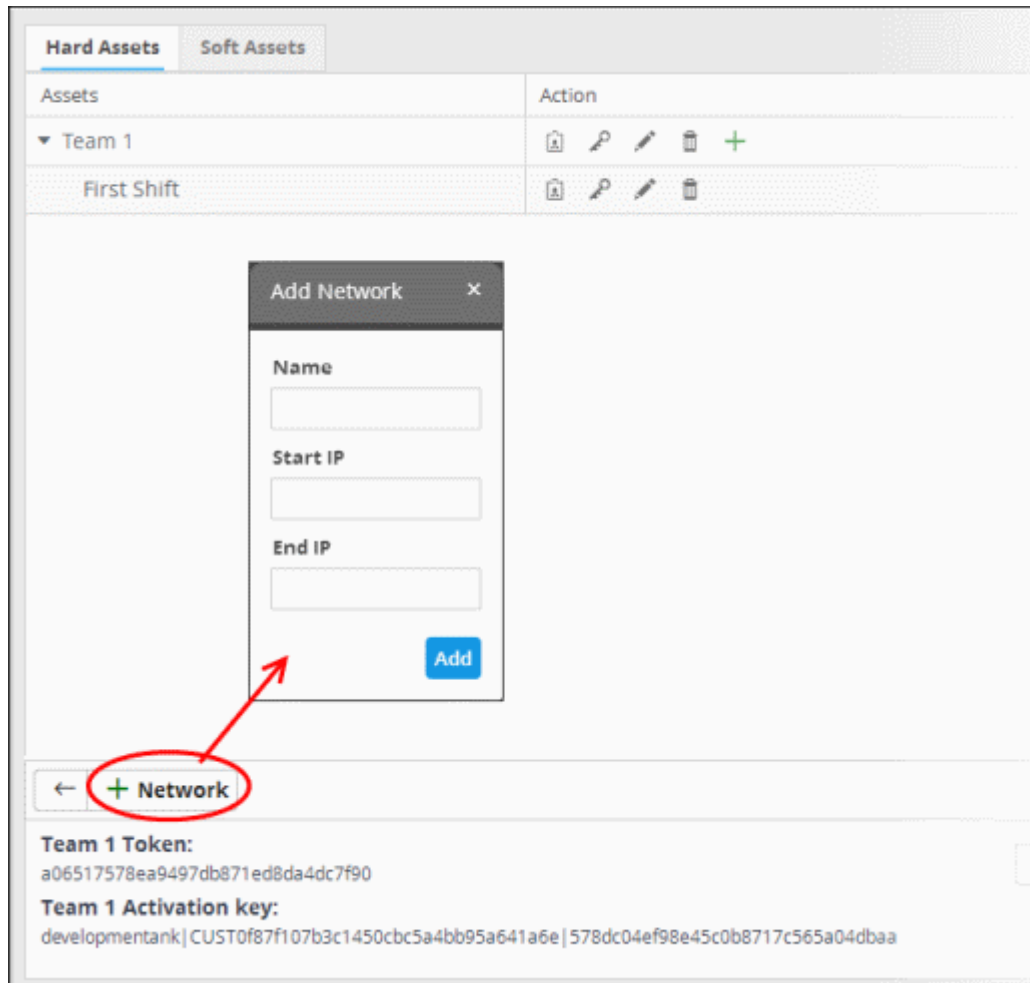 Hard Assets Soft Assets
Assets Action
Team 1
First Shift
Add Network ×
Name
Start IP
End IP
Add
← + Network
Team 1 Token:
a06517578ea9497db871ed8da4dc7f90
Team 1 Activation key:
developmentank|CUST0f87f107b3c1450cbc5a4bb95a641a6e|578dc04ef98e45c0b8717c565a04dbaa